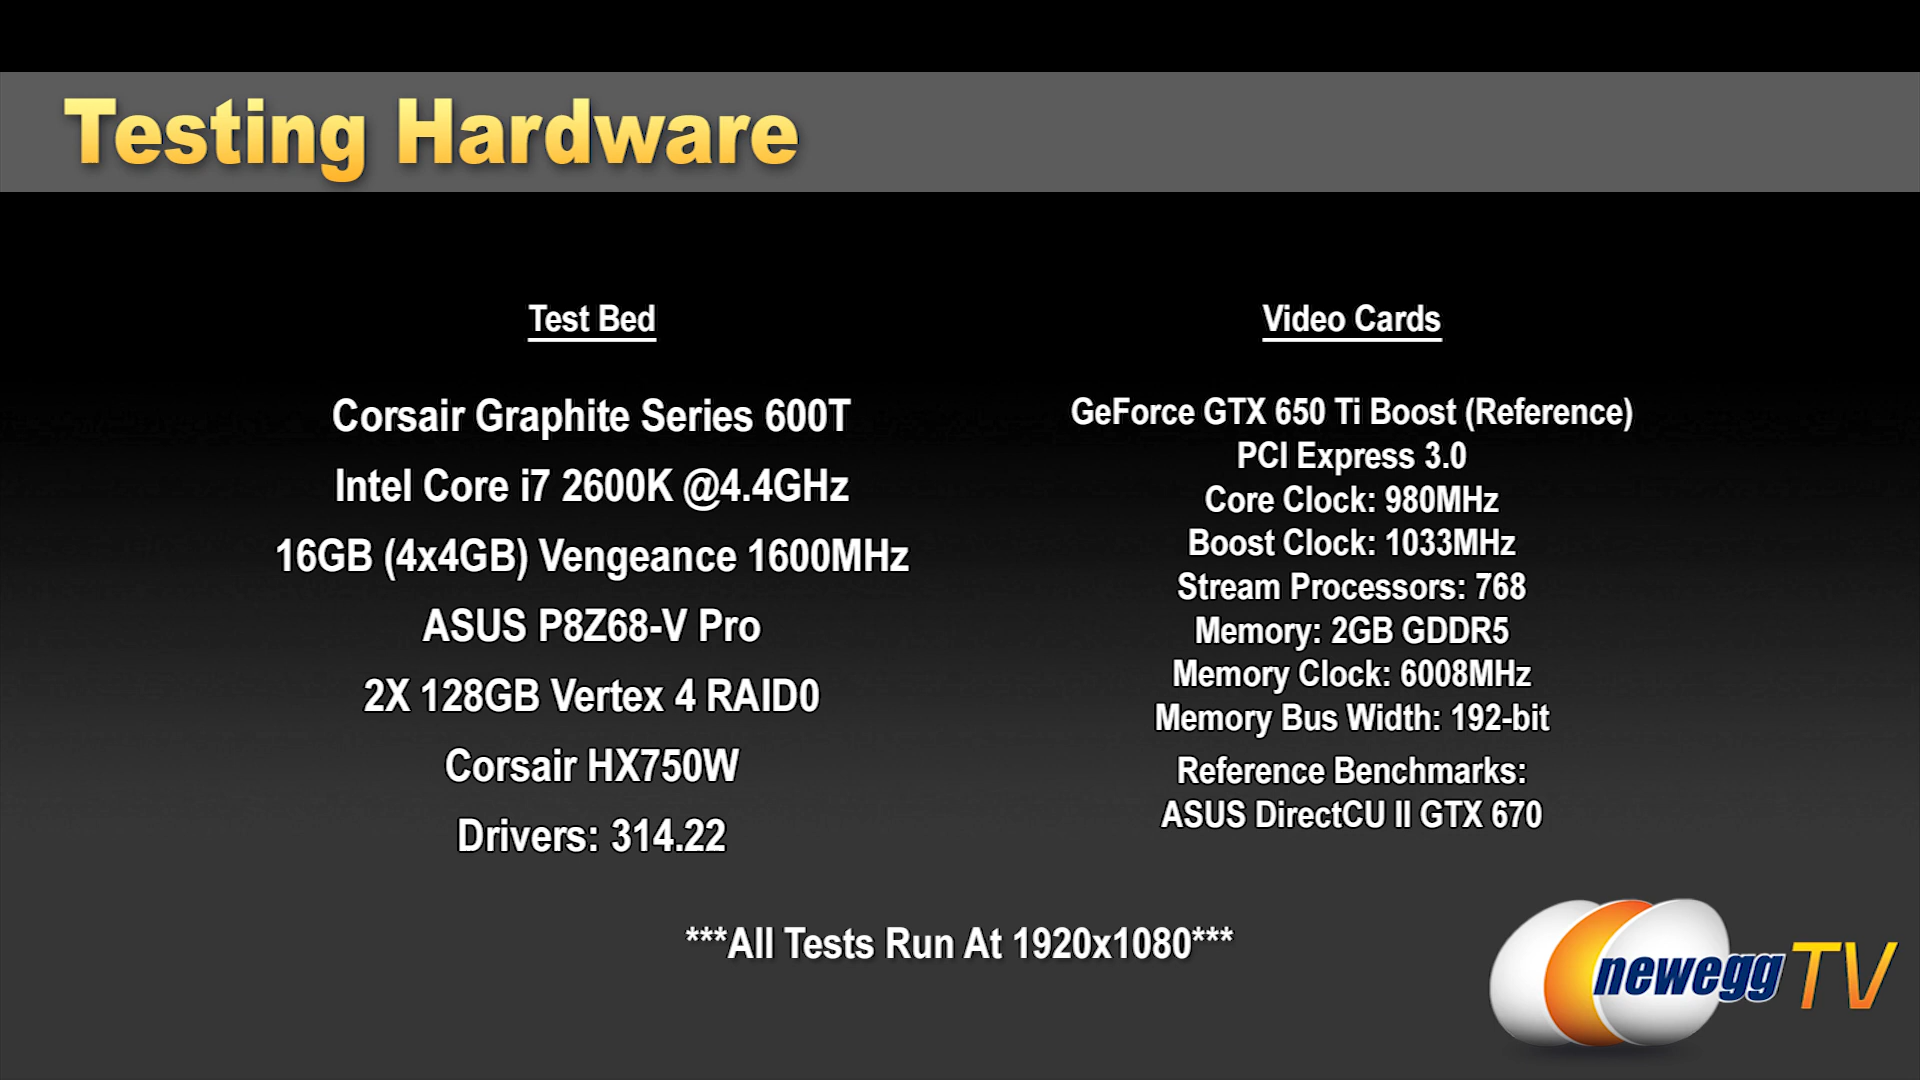 Testing Hardware
Test Bed
Corsair Graphite Series 600T
Intel Core i7 2600K @4.4GHz
16GB (4x4GB) Vengeance 1600MHz
ASUS P8Z68-V Pro
2X 128GB Vertex 4 RAID0
Corsair HX750W
Drivers: 314.22
Video Cards
GeForce GTX 650 Ti Boost (Reference)
PCI Express 3.0
Core Clock: 980MHz
Boost Clock: 1033MHz
Stream Processors: 768
Memory: 2GB GDDR5
Memory Clock: 6008MHz
Memory Bus Width: 192-bit
Reference Benchmarks:
ASUS DirectCU II GTX 670
***All Tests Run At 1920x1080***
newegg TV